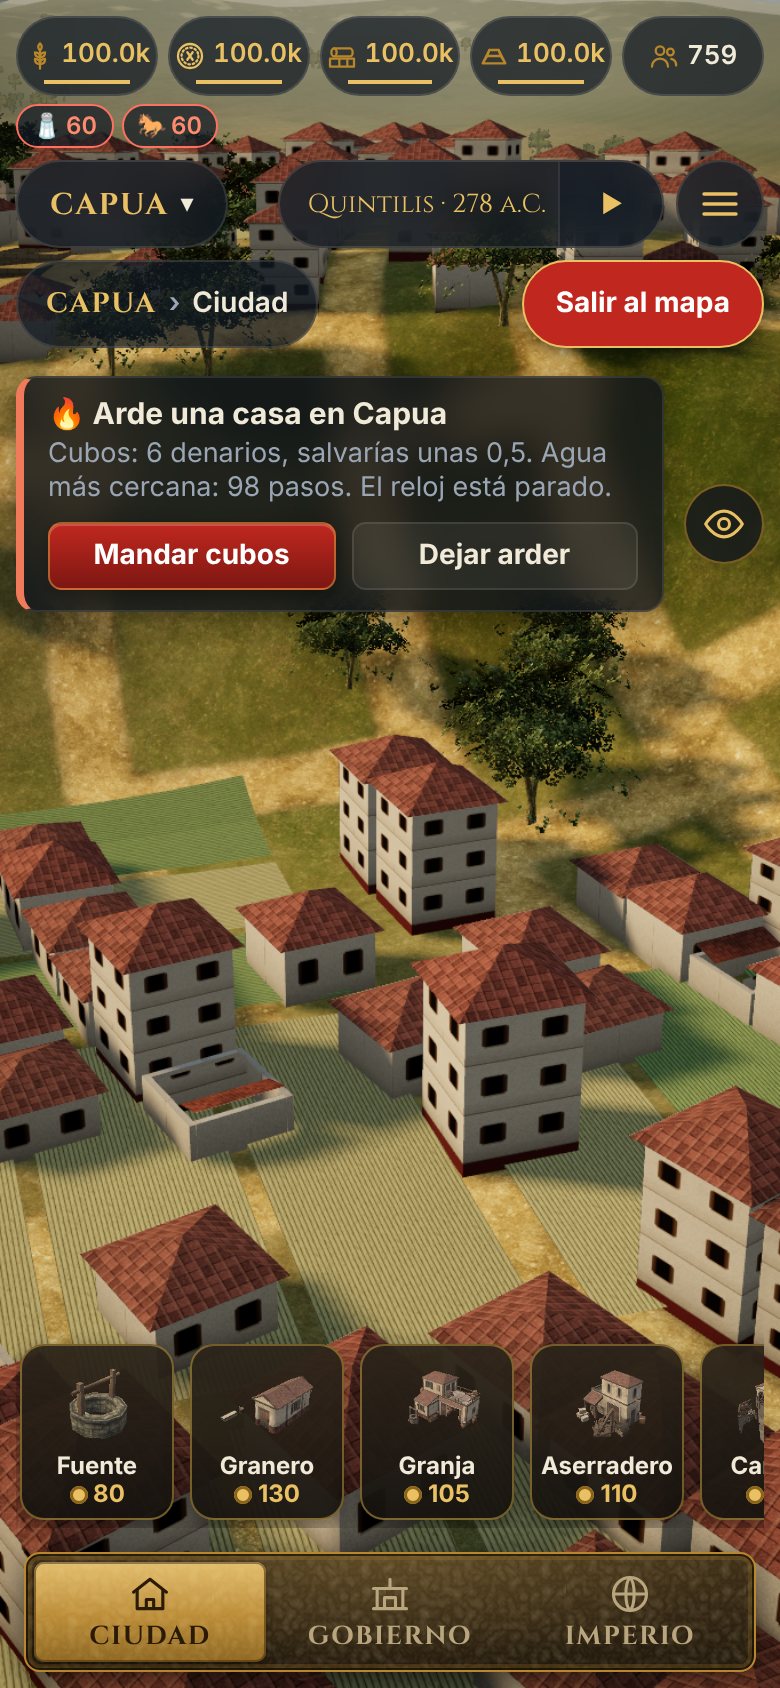 100.0k 100.0k 100.0k 100.0k 759
60 60
CAPUA ▾ QUINTILIS · 278 A.C.
CAPUA › Ciudad Salir al mapa
🔥 Arde una casa en Capua
Cubos: 6 denarios, salvarías unas 0,5. Agua
más cercana: 98 pasos. El reloj está parado.
Mandar cubos Dejar arder
Fuente Granero Granja Aserradero Ca
80 130 105 110
CIUDAD GOBIERNO IMPERIO